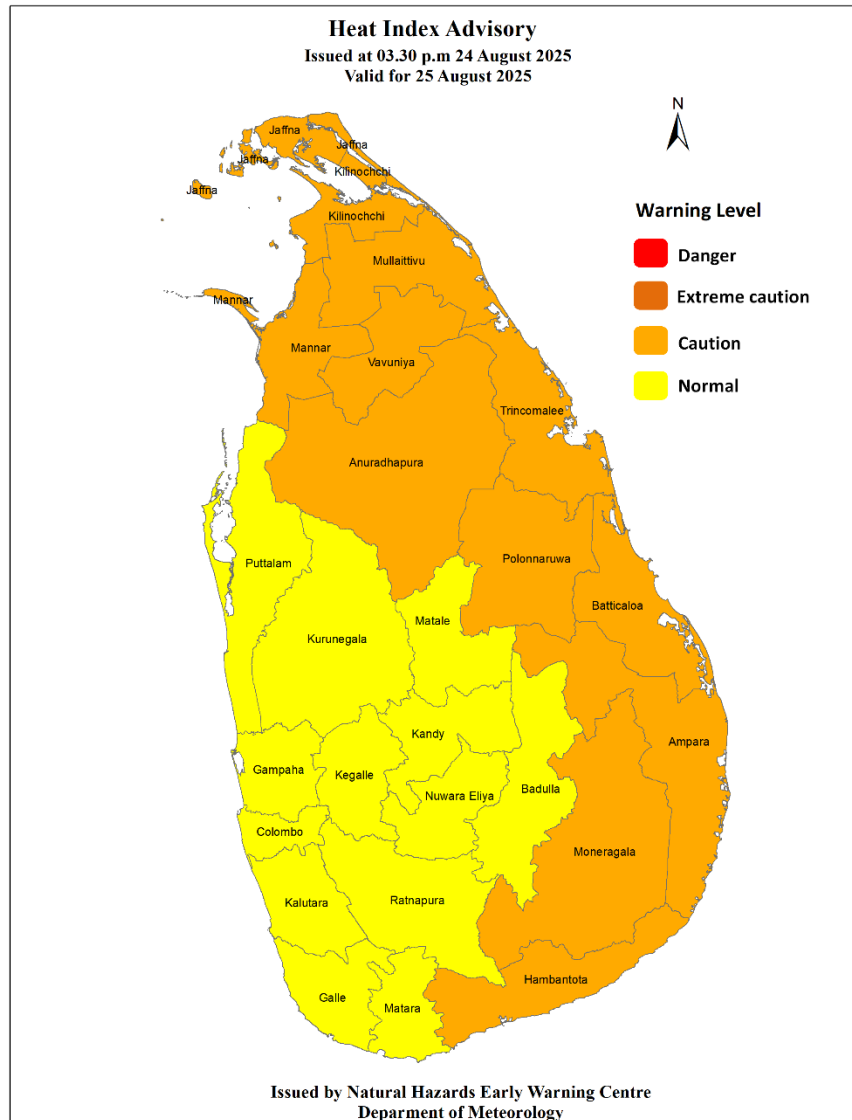 Heat Index Advisory
Issued at 03.30 p.m 24 August 2025
Valid for 25 August 2025
N
Jaffna
Jaffna
Jaffna
Kilinochchi
Jaffna
Kilinochchi
Mullaittivu
Mannar
Mannar
Vavuniya
Trincomalee
Anuradhapura
Polonnaruwa
Puttalam
Batticaloa
Matale
Kurunegala
Kandy
Ampara
Gampaha
Kegalle
Nuwara Eliya
Badulla
Colombo
Moneragala
Kalutara
Ratnapura
Hambantota
Galle
Matara
Warning Level
Danger
Extreme caution
Caution
Normal
Issued by Natural Hazards Early Warning Centre
Deparment of Meteorology